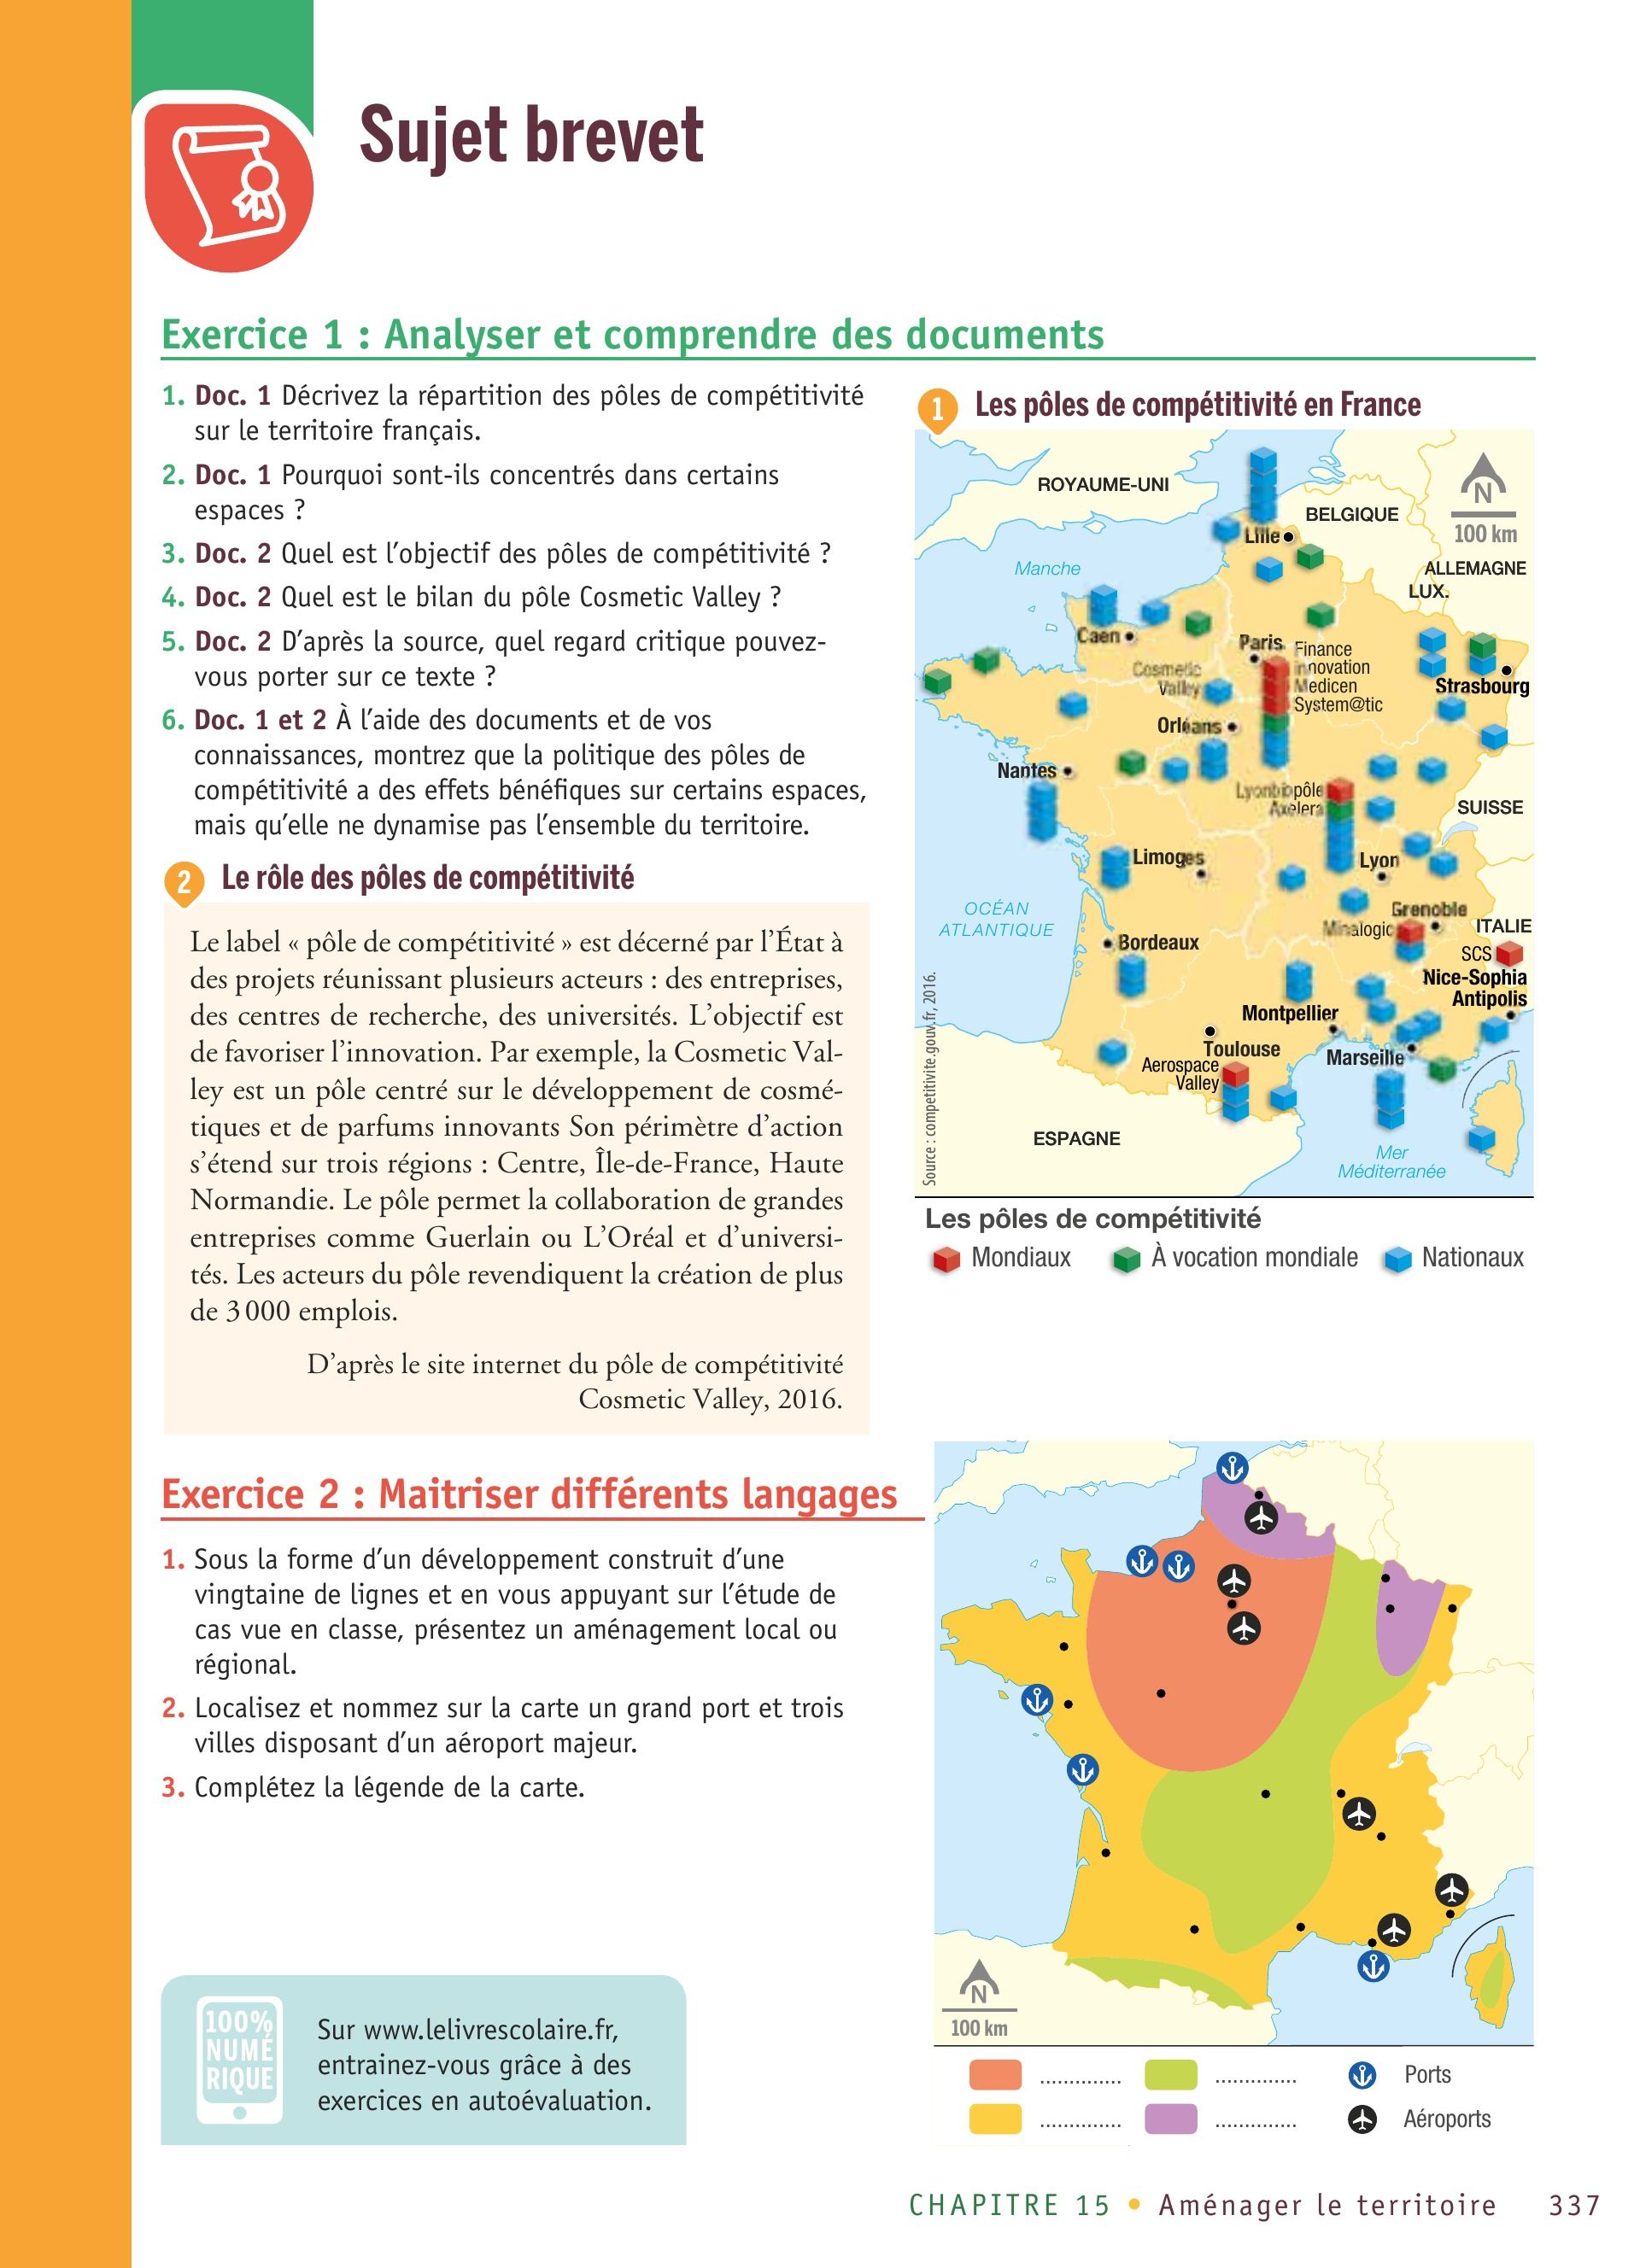 Sujet brevet
Exercice 1 : Analyser et comprendre des documents
1. Doc. 1 Décrivez la répartition des pôles de compétitivité
sur le territoire français.
2. Doc. 1 Pourquoi sont-ils concentrés dans certains
espaces ?
3. Doc. 2 Quel est l'objectif des pôles de compétitivité ?
4. Doc. 2 Quel est le bilan du pôle Cosmetic Valley ?
5. Doc. 2 D'après la source, quel regard critique pouvez-
vous porter sur ce texte ?
6. Doc. 1 et 2 À l'aide des documents et de vos
connaissances, montrez que la politique des pôles de
compétitivité a des effets bénéfiques sur certains espaces,
mais qu'elle ne dynamise pas l'ensemble du territoire.
2 Le rôle des pôles de compétitivité
Le label « pôle de compétitivité » est décerné par l'État à
des projets réunissant plusieurs acteurs : des entreprises,
des centres de recherche, des universités. L'objectif est
de favoriser l'innovation. Par exemple, la Cosmetic Val-
ley est un pôle centré sur le développement de cosmé-
tiques et de parfums innovants Son périmètre d'action
s'étend sur trois régions : Centre, Île-de-France, Haute
Normandie. Le pôle permet la collaboration de grandes
entreprises comme Guerlain ou L'Oréal et d'universi-
tés. Les acteurs du pôle revendiquent la création de plus
de 3 000 emplois.
D'après le site internet du pôle de compétitivité
Cosmetic Valley, 2016.
1 Les pôles de compétitivité en France
ROYAUME-UNI
BELGIQUE
N
100 km
Lille
Manche
ALLEMAGNE
LUX.
Caen
Paris
Finance
innovation
Medicen
System@tic
Cosmetic
Valley
Strasbourg
Orléans
Nantes
Lyonbiopôle
Axelera
SUISSE
Limoges
Lyon
OCÉAN
ATLANTIQUE
Grenoble
Minalogic
ITALIE
Bordeaux
SCS
Nice-Sophia
Antipolis
Montpellier
Toulouse
Marseille
Aerospace
Valley
ESPAGNE
Mer
Méditerranée
Source : competitivite.gouv.fr, 2016.
Les pôles de compétitivité
Mondiaux
À vocation mondiale
Nationaux
Exercice 2 : Maitriser différents langages
1. Sous la forme d'un développement construit d'une
vingtaine de lignes et en vous appuyant sur l'étude de
cas vue en classe, présentez un aménagement local ou
régional.
2. Localisez et nommez sur la carte un grand port et trois
villes disposant d'un aéroport majeur.
3. Complétez la légende de la carte.
N
100 km
.............. .............. Ports
.............. .............. Aéroports
100%
NUMÉ
RIQUE
Sur www.lelivrescolaire.fr,
entrainez-vous grâce à des
exercices en autoévaluation.
CHAPITRE 15 • Aménager le territoire 337